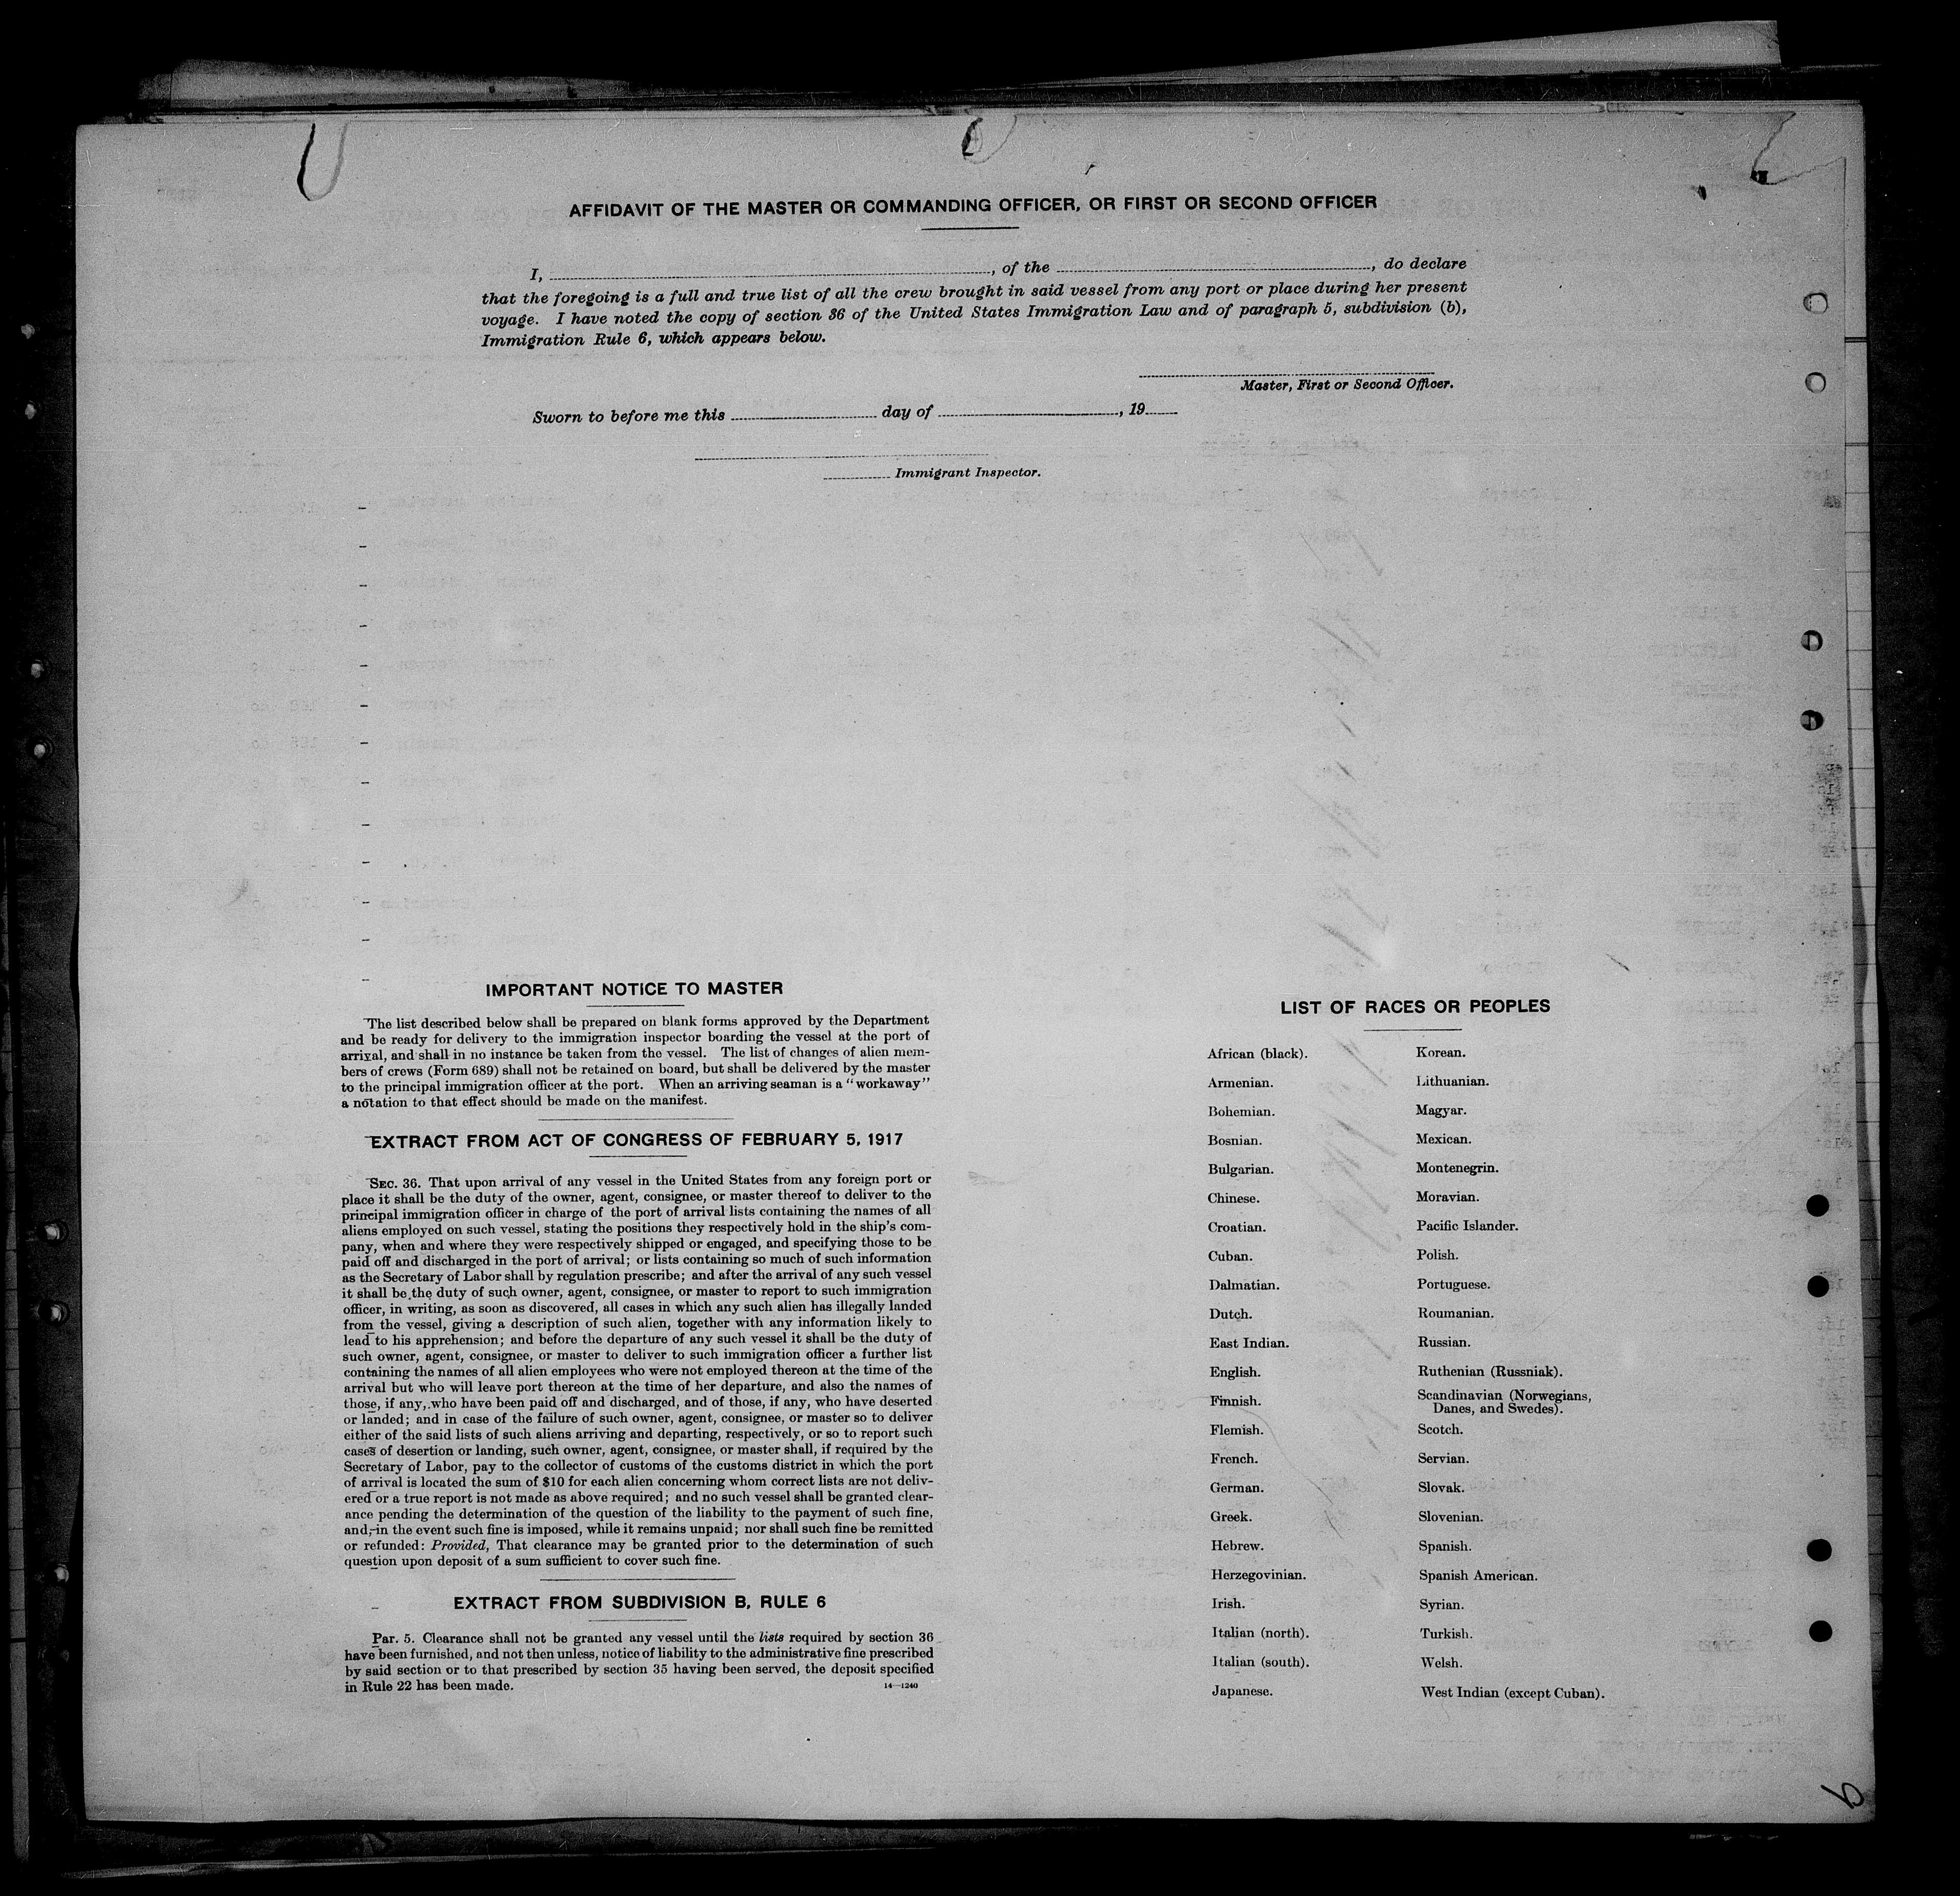 AFFIDAVIT OF THE MASTER OR COMMANDING OFFICER, OR FIRST OR SECOND OFFICER
I, , of the , do declare
that the foregoing is a full and true list of all the crew brought in said vessel from any port or place during her present
voyage. I have noted the copy of section 36 of the United States Immigration Law and of paragraph 5, subdivision (b),
Immigration Rule 6, which appears below.
Master, First or Second Officer.
Sworn to before me this day of , 19
Immigrant Inspector.
IMPORTANT NOTICE TO MASTER
The list described below shall be prepared on blank forms approved by the Department
and be ready for delivery to the immigration inspector boarding the vessel at the port of
arrival, and shall in no instance be taken from the vessel. The list of changes of alien mem-
bers of crews (Form 689) shall not be retained on board, but shall be delivered by the master
to the principal immigration officer at the port. When an arriving seaman is a "workaway"
a notation to that effect should be made on the manifest.
EXTRACT FROM ACT OF CONGRESS OF FEBRUARY 5, 1917
SEC. 36. That upon arrival of any vessel in the United States from any foreign port or
place it shall be the duty of the owner, agent, consignee, or master thereof to deliver to the
principal immigration officer in charge of the port of arrival lists containing the names of all
aliens employed on such vessel, stating the positions they respectively hold in the ship's com-
pany, when and where they were respectively shipped or engaged, and specifying those to be
paid off and discharged in the port of arrival; or lists containing so much of such information
as the Secretary of Labor shall by regulation prescribe; and after the arrival of any such vessel
it shall be the duty of such owner, agent, consignee, or master to report to such immigration
officer, in writing, as soon as discovered, all cases in which any such alien has illegally landed
from the vessel, giving a description of such alien, together with any information likely to
lead to his apprehension; and before the departure of any such vessel it shall be the duty of
such owner, agent, consignee, or master to deliver to such immigration officer a further list
containing the names of all alien employees who were not employed thereon at the time of the
arrival but who will leave port thereon at the time of her departure, and also the names of
those, if any, who have been paid off and discharged, and of those, if any, who have deserted
or landed; and in case of the failure of such owner, agent, consignee, or master so to deliver
either of the said lists of such aliens arriving and departing, respectively, or so to report such
cases of desertion or landing, such owner, agent, consignee, or master shall, if required by the
Secretary of Labor, pay to the collector of customs of the customs district in which the port
of arrival is located the sum of $10 for each alien concerning whom correct lists are not deliv-
ered or a true report is not made as above required; and no such vessel shall be granted clear-
ance pending the determination of the question of the liability to the payment of such fine,
and, in the event such fine is imposed, while it remains unpaid; nor shall such fine be remitted
or refunded: Provided, That clearance may be granted prior to the determination of such
question upon deposit of a sum sufficient to cover such fine.
EXTRACT FROM SUBDIVISION B, RULE 6
Par. 5. Clearance shall not be granted any vessel until the lists required by section 36
have been furnished, and not then unless, notice of liability to the administrative fine prescribed
by said section or to that prescribed by section 35 having been served, the deposit specified
in Rule 22 has been made.
14—1240
LIST OF RACES OR PEOPLES
African (black).
Armenian.
Bohemian.
Bosnian.
Bulgarian.
Chinese.
Croatian.
Cuban.
Dalmatian.
Dutch.
East Indian.
English.
Finnish.
Flemish.
French.
German.
Greek.
Hebrew.
Herzegovinian.
Irish.
Italian (north).
Italian (south).
Japanese.
Korean.
Lithuanian.
Magyar.
Mexican.
Montenegrin.
Moravian.
Pacific Islander.
Polish.
Portuguese.
Roumanian.
Russian.
Ruthenian (Russniak).
Scandinavian (Norwegians,
Danes, and Swedes).
Scotch.
Servian.
Slovak.
Slovenian.
Spanish.
Spanish American.
Syrian.
Turkish.
Welsh.
West Indian (except Cuban).